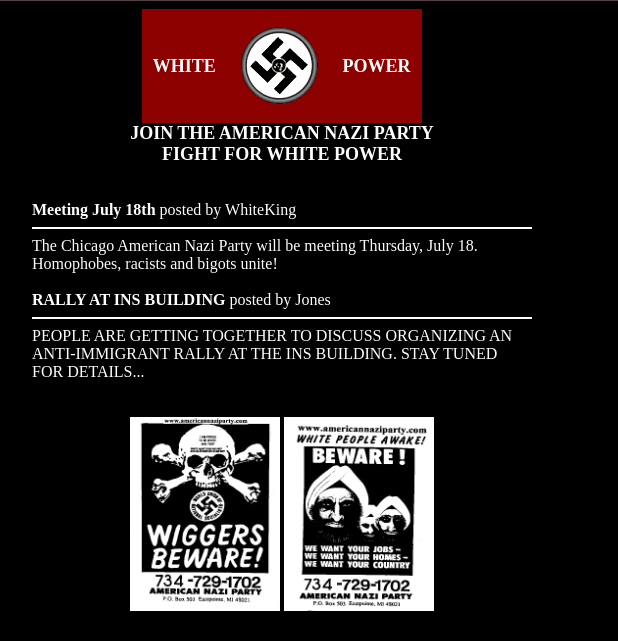 WHITE POWER
JOIN THE AMERICAN NAZI PARTY
FIGHT FOR WHITE POWER
Meeting July 18th posted by WhiteKing
The Chicago American Nazi Party will be meeting Thursday, July 18.
Homophobes, racists and bigots unite!
RALLY AT INS BUILDING posted by Jones
PEOPLE ARE GETTING TOGETHER TO DISCUSS ORGANIZING AN
ANTI-IMMIGRANT RALLY AT THE INS BUILDING. STAY TUNED
FOR DETAILS...
www.americannaziparty.com
WIGGERS
BEWARE!
734-729-1702
AMERICAN NAZI PARTY
P.O. Box 503 Eastpointe, MI 48021
www.americannaziparty.com
WHITE PEOPLE AWAKE!
BEWARE!
WE WANT YOUR JOBS –
WE WANT YOUR HOMES –
WE WANT YOUR COUNTRY
734-729-1702
AMERICAN NAZI PARTY
P.O. Box 503 Eastpointe, MI 48021